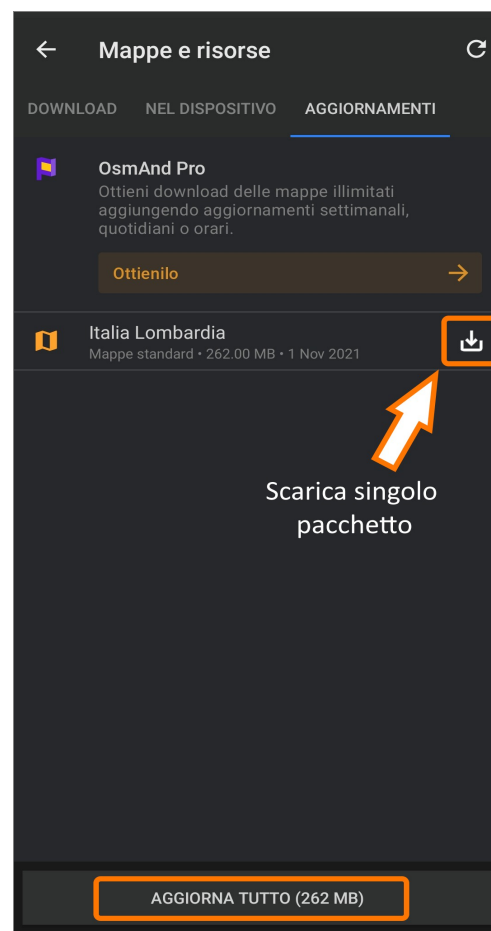 Mappe e risorse
DOWNLOAD NEL DISPOSITIVO AGGIORNAMENTI
OsmAnd Pro
Ottieni download delle mappe illimitati
aggiungendo aggiornamenti settimanali,
quotidiani o orari.
Ottienilo
Italia Lombardia
Mappe standard • 262.00 MB • 1 Nov 2021
Scarica singolo
pacchetto
AGGIORNA TUTTO (262 MB)